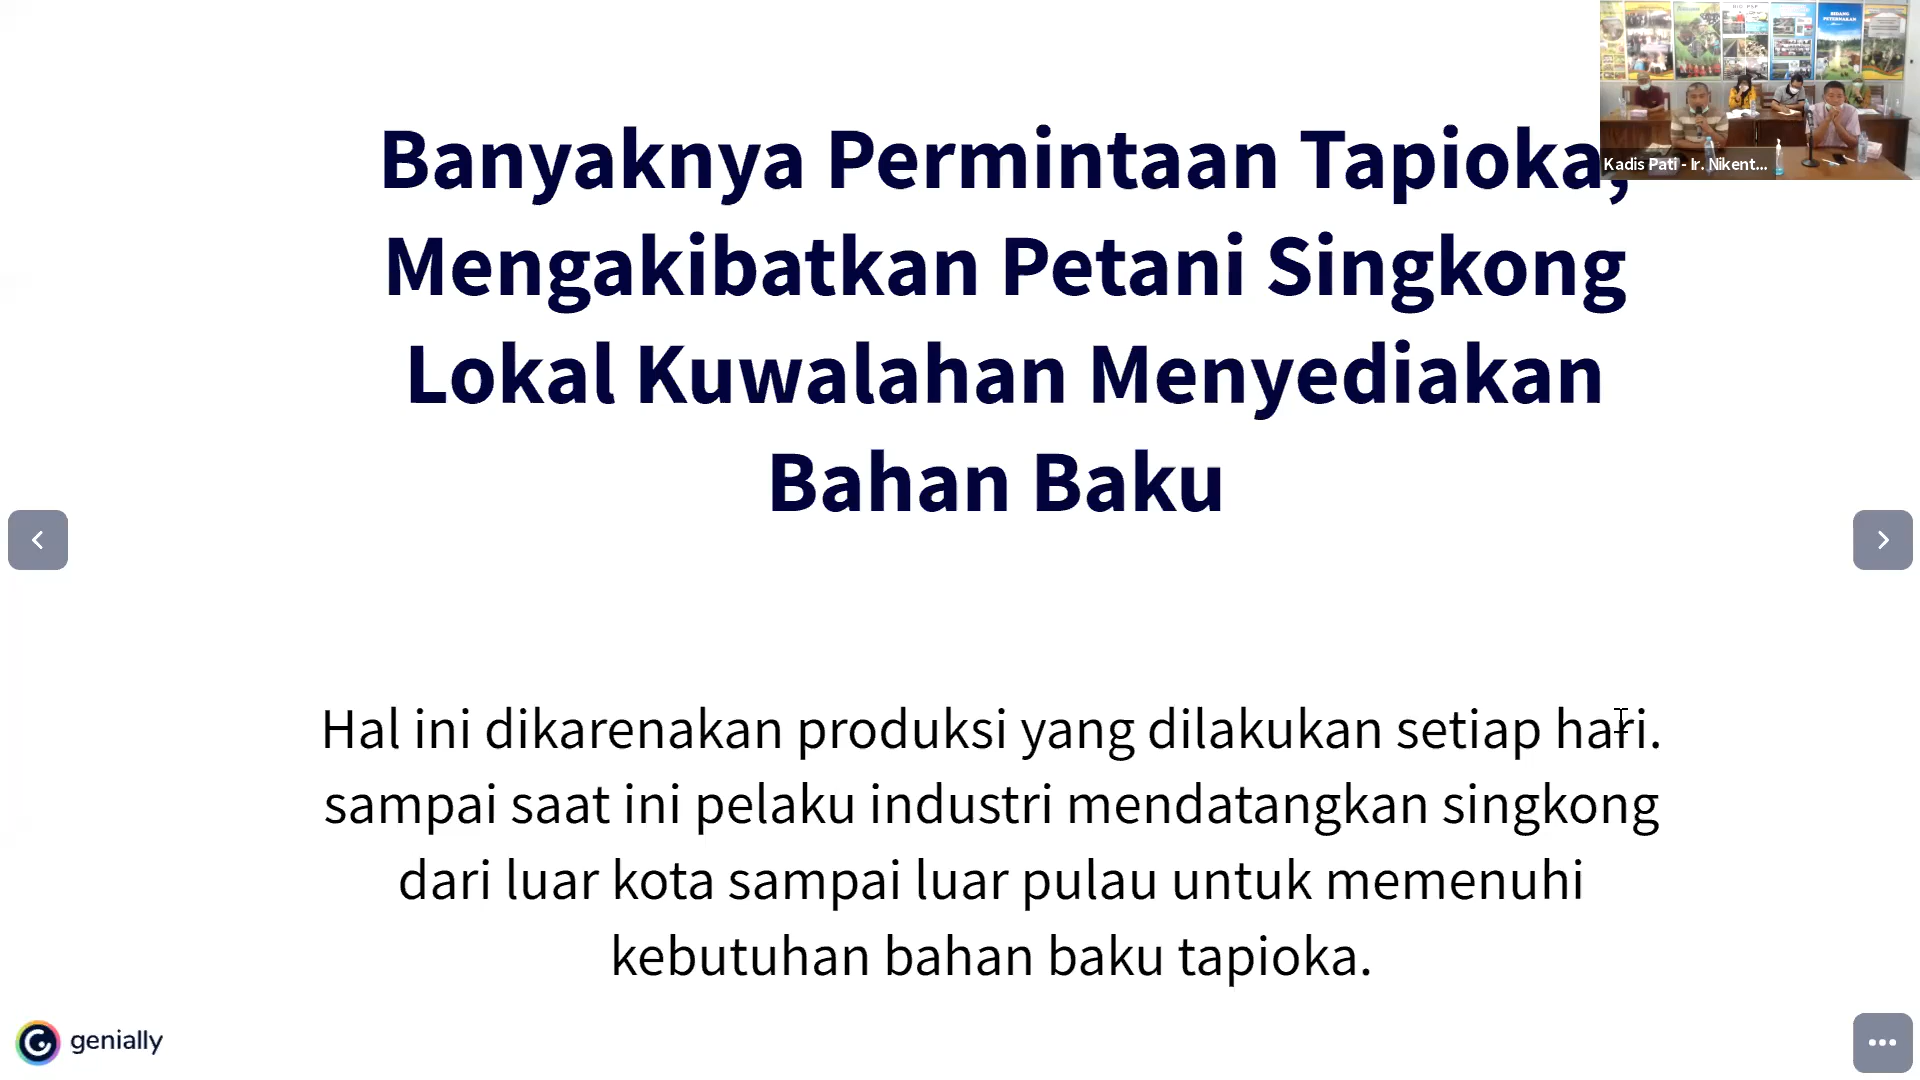 Banyaknya Permintaan Tapioka,
Mengakibatkan Petani Singkong
Lokal Kuwalahan Menyediakan
Bahan Baku
Hal ini dikarenakan produksi yang dilakukan setiap hari.
sampai saat ini pelaku industri mendatangkan singkong
dari luar kota sampai luar pulau untuk memenuhi
kebutuhan bahan baku tapioka.
Kadis Pati - Ir. Nikent...
BIDANG
PETERNAKAN
genially